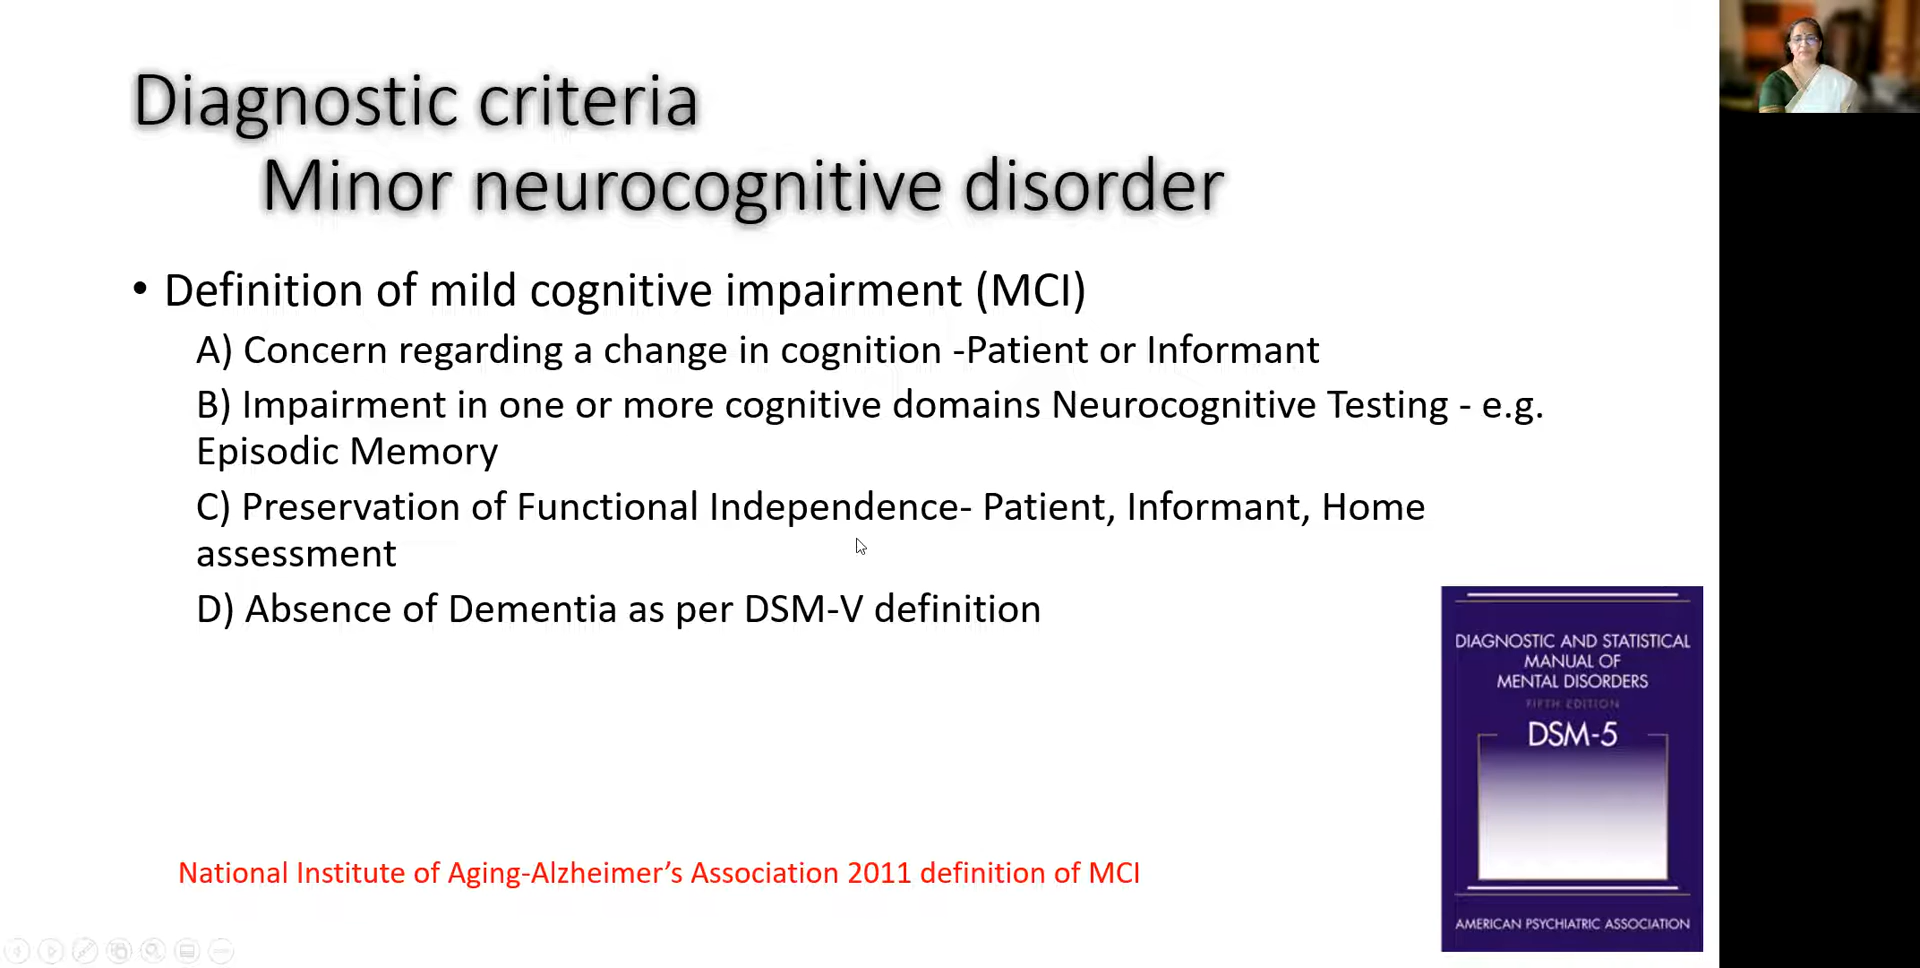 Diagnostic criteria
Minor neurocognitive disorder
• Definition of mild cognitive impairment (MCI)
A) Concern regarding a change in cognition -Patient or Informant
B) Impairment in one or more cognitive domains Neurocognitive Testing - e.g.
Episodic Memory
C) Preservation of Functional Independence- Patient, Informant, Home
assessment
D) Absence of Dementia as per DSM-V definition
DIAGNOSTIC AND STATISTICAL
MANUAL OF
MENTAL DISORDERS
FIFTH EDITION
DSM-5
AMERICAN PSYCHIATRIC ASSOCIATION
National Institute of Aging-Alzheimer’s Association 2011 definition of MCI